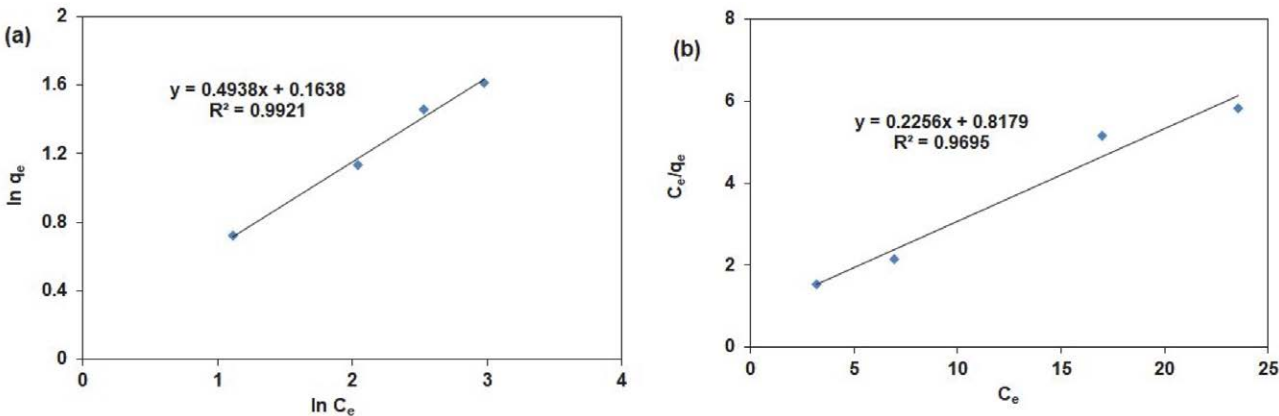 (a)
2
1.6
1.2
0.8
0.4
0
ln qₑ
y = 0.4938x + 0.1638
R² = 0.9921
0
1
2
3
4
ln Cₑ
(b)
8
6
4
2
0
Cₑ/qₑ
y = 0.2256x + 0.8179
R² = 0.9695
0
5
10
15
20
25
Cₑ